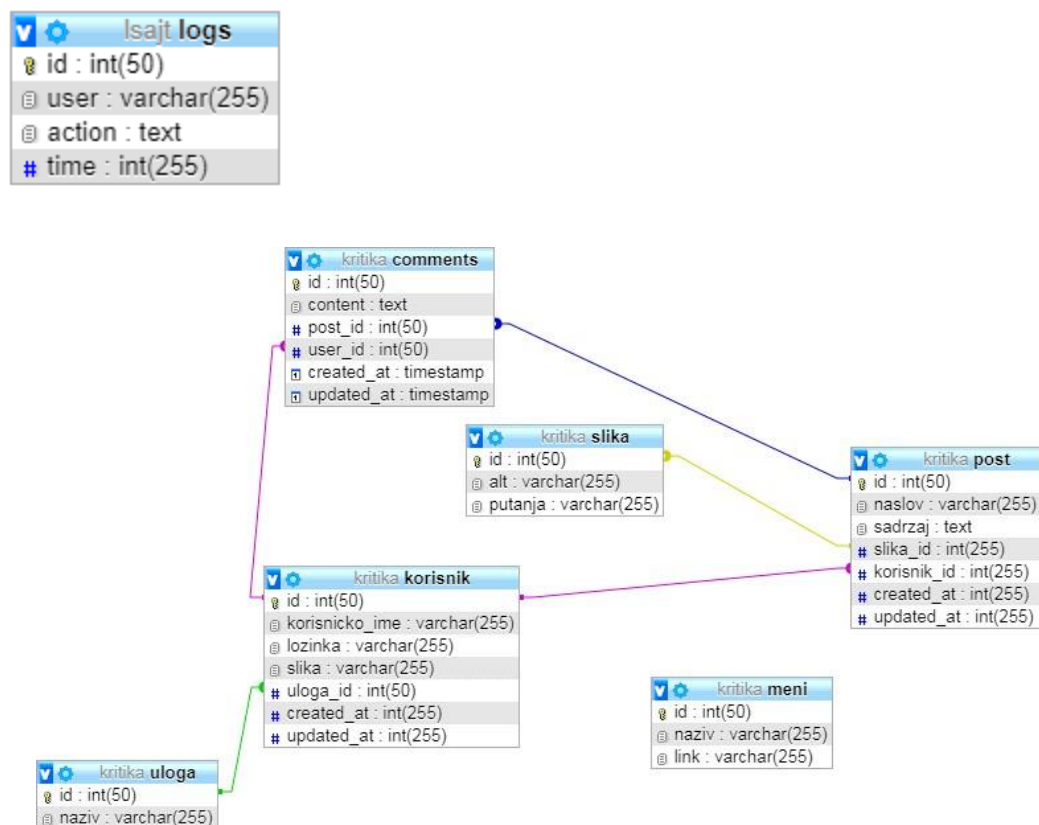 lsajt logs
id : int(50)
user : varchar(255)
action : text
time : int(255)
kritika comments
id : int(50)
content : text
post_id : int(50)
user_id : int(50)
created_at : timestamp
updated_at : timestamp
kritika slika
id : int(50)
alt : varchar(255)
putanja : varchar(255)
kritika post
id : int(50)
naslov : varchar(255)
sadrzaj : text
slika_id : int(255)
korisnik_id : int(255)
created_at : int(255)
updated_at : int(255)
kritika korisnik
id : int(50)
korisnicko_ime : varchar(255)
lozinka : varchar(255)
slika : varchar(255)
uloga_id : int(50)
created_at : int(255)
updated_at : int(255)
kritika meni
id : int(50)
naziv : varchar(255)
link : varchar(255)
kritika uloga
id : int(50)
naziv : varchar(255)